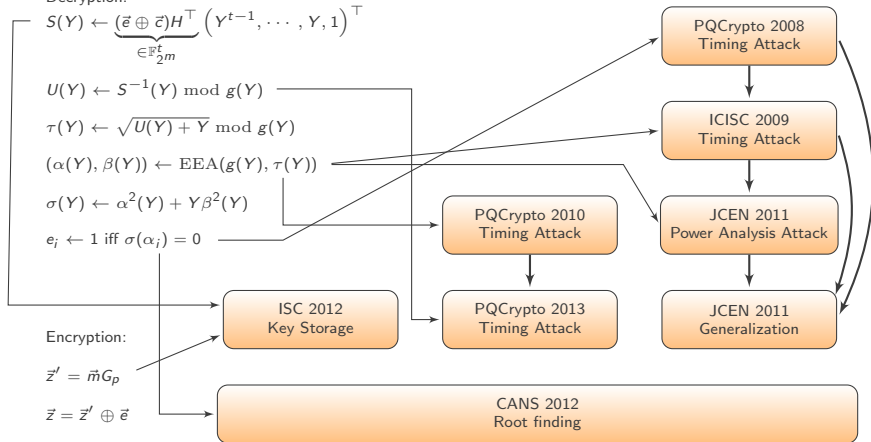 Decryption:
S(Y) ← (e⃗ ⊕ c⃗)H^⊤ (Y^{t−1}, ⋯ , Y, 1)^⊤
∈𝔽^t_{2^m}
U(Y) ← S^{−1}(Y) mod g(Y)
τ(Y) ← √(U(Y) + Y) mod g(Y)
(α(Y), β(Y)) ← EEA(g(Y), τ(Y))
σ(Y) ← α²(Y) + Yβ²(Y)
e_i ← 1 iff σ(α_i) = 0
Encryption:
z⃗ ′ = m⃗G_p
z⃗ = z⃗ ′ ⊕ e⃗
PQCrypto 2008
Timing Attack
ICISC 2009
Timing Attack
PQCrypto 2010
Timing Attack
JCEN 2011
Power Analysis Attack
ISC 2012
Key Storage
PQCrypto 2013
Timing Attack
JCEN 2011
Generalization
CANS 2012
Root finding